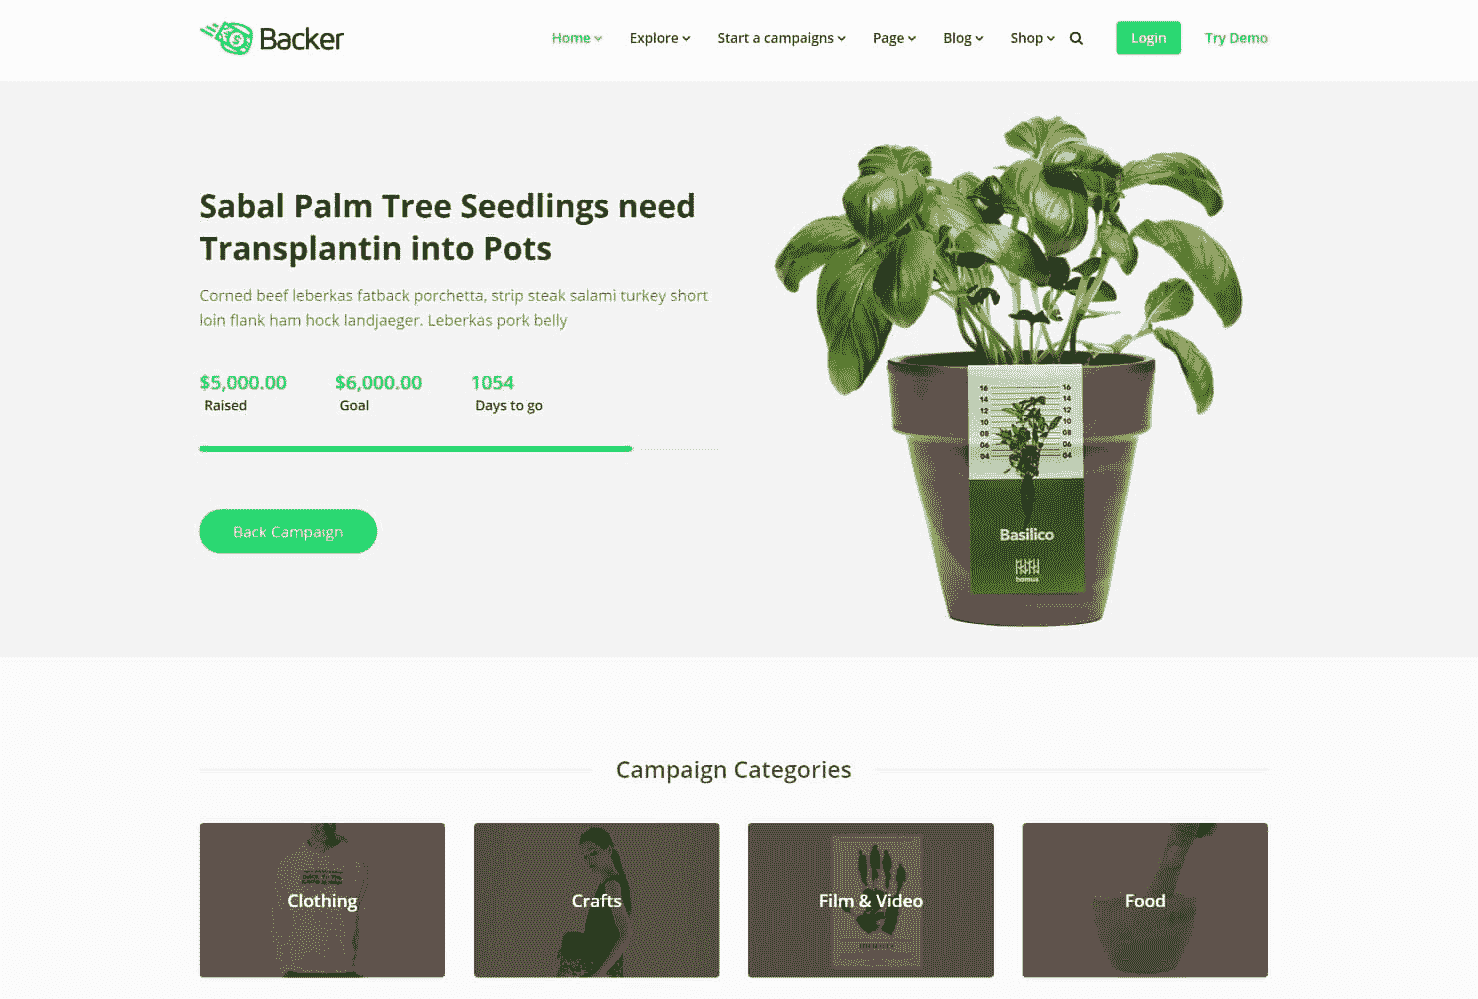 Backer
Home
Explore
Start a campaigns
Page
Blog
Shop
Login
Try Demo
Sabal Palm Tree Seedlings need
Transplantin into Pots
Corned beef leberkas fatback porchetta, strip steak salami turkey short
loin flank ham hock landjaeger. Leberkas pork belly
$5,000.00
Raised
$6,000.00
Goal
1054
Days to go
Back Campaign
16 16
14 14
12 12
10 10
08 08
06 06
04 04
Basilico
Campaign Categories
Clothing
Crafts
Film & Video
Food